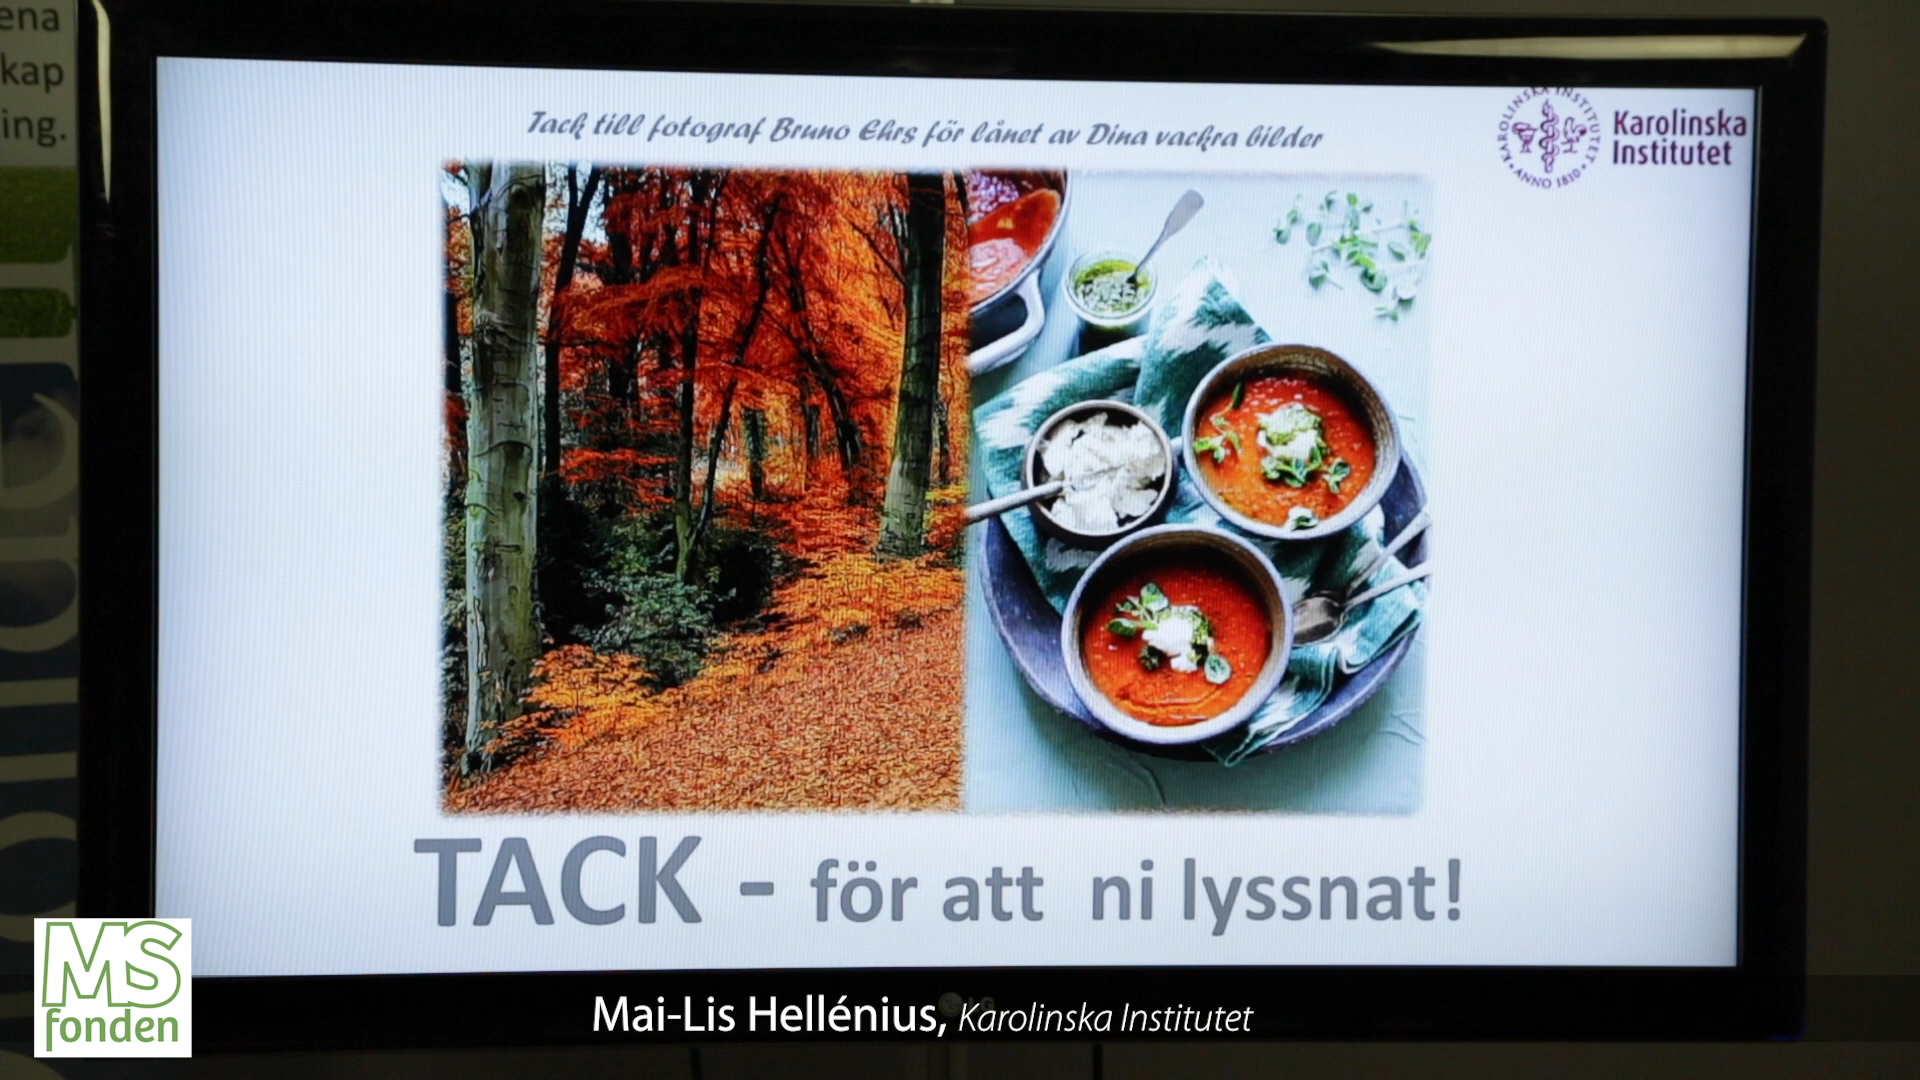 ena
kap
ing.
Tack till fotograf Bruno Ehrs för lånet av Dina vackra bilder
KAROLINSKA INSTITUTET
ANNO 1810
Karolinska
Institutet
TACK - för att ni lyssnat!
LG
MS
fonden
Mai-Lis Hellénius, Karolinska Institutet